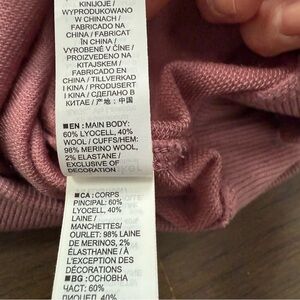 KINIJOJE /
WYPRODUKOWANO
W CHINACH /
FABRICADO NA
CHINA / FABRICAT
ÎN CHINA /
VYROBENÉ V ČÍNE /
PROIZVEDENO NA
KITAJSKEM /
FABRICADO EN
CHINA / TILLVERKAD
I KINA / PRODUSERT
I KINA / СДЕЛАНО В
КИТАЕ / 产地:中国
■EN : MAIN BODY:
60% LYOCELL, 40%
WOOL, CUFFS/HEM:
98% MERINO WOOL,
2% ELASTANE /
EXCLUSIVE OF
DECORATION
■CA : CORPS
PINCIPAL: 60%
LYOCELL, 40%
LAINE /
MANCHETTES/
OURLET: 98% LAINE
DE MERINOS, 2%
ÉLASTHANNE / À
L'EXCEPTION DES
DÉCORATIONS
■BG : ОСНОВНА
ЧАСТ: 60%
ЛИОЦЕЛ, 40%